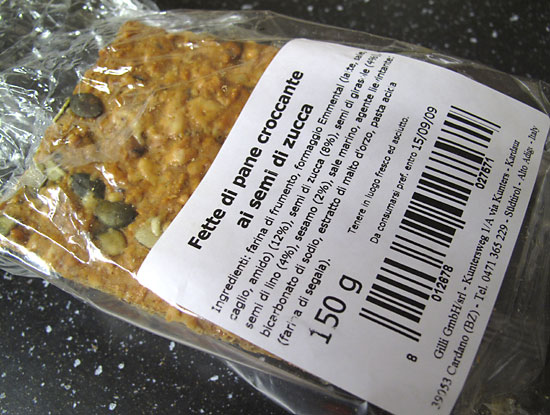 Fette di pane croccante
ai semi di zucca
Ingredienti: farina di frumento, formaggio Emmental (latte, sale,
caglio, amido) (12%), semi di zucca (8%), semi di girasole (4%),
semi di lino (4%), sesamo (2%), sale marino, agente lievitante:
bicarbonato di sodio, estratto di malto d'orzo, pasta acida
(farina di segala).
Tenere in luogo fresco ed asciutto.
150 g
Da consumarsi pref. entro 15/09/09
8 012678 027671
Gilli GmbH/srl - Kuntersweg 1/A via Kunters - Kardaun
39053 Cardano (BZ) - Tel. 0471 365 229 - Südtirol - Alto Adige - Italy